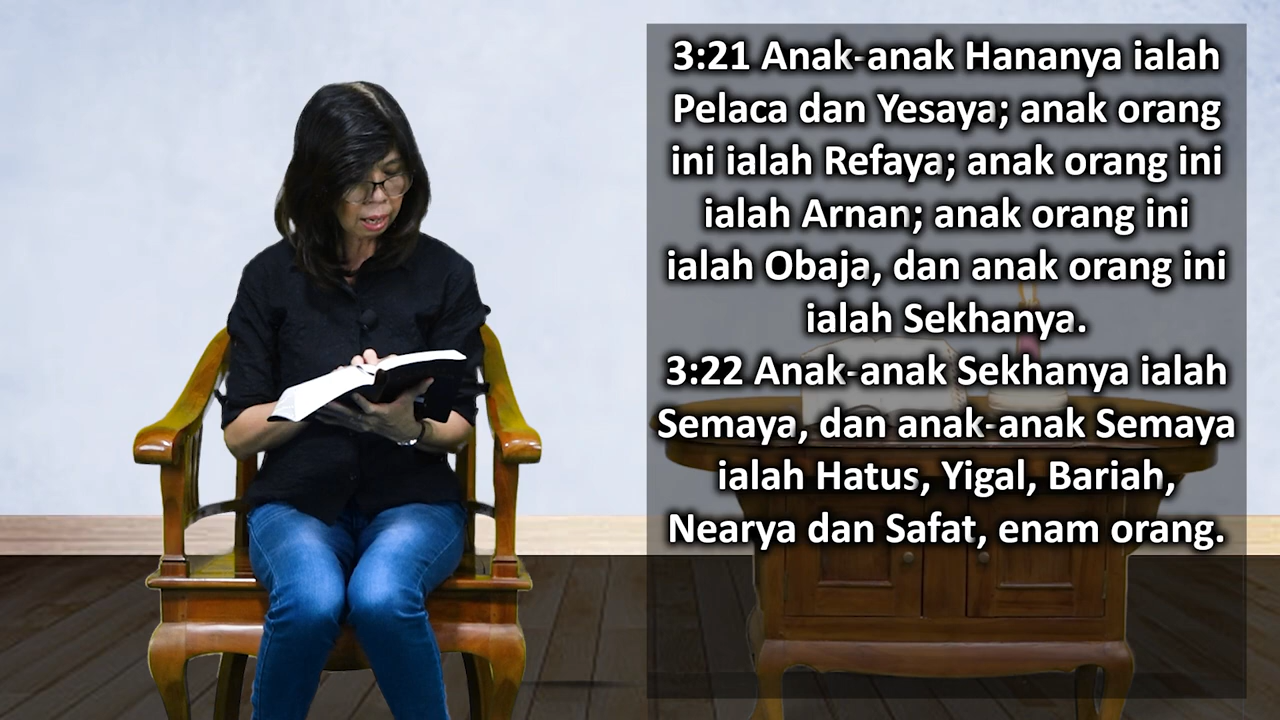 3:21 Anak-anak Hananya ialah
Pelaca dan Yesaya; anak orang
ini ialah Refaya; anak orang ini
ialah Arnan; anak orang ini
ialah Obaja, dan anak orang ini
ialah Sekhanya.
3:22 Anak-anak Sekhanya ialah
Semaya, dan anak-anak Semaya
ialah Hatus, Yigal, Bariah,
Nearya dan Safat, enam orang.